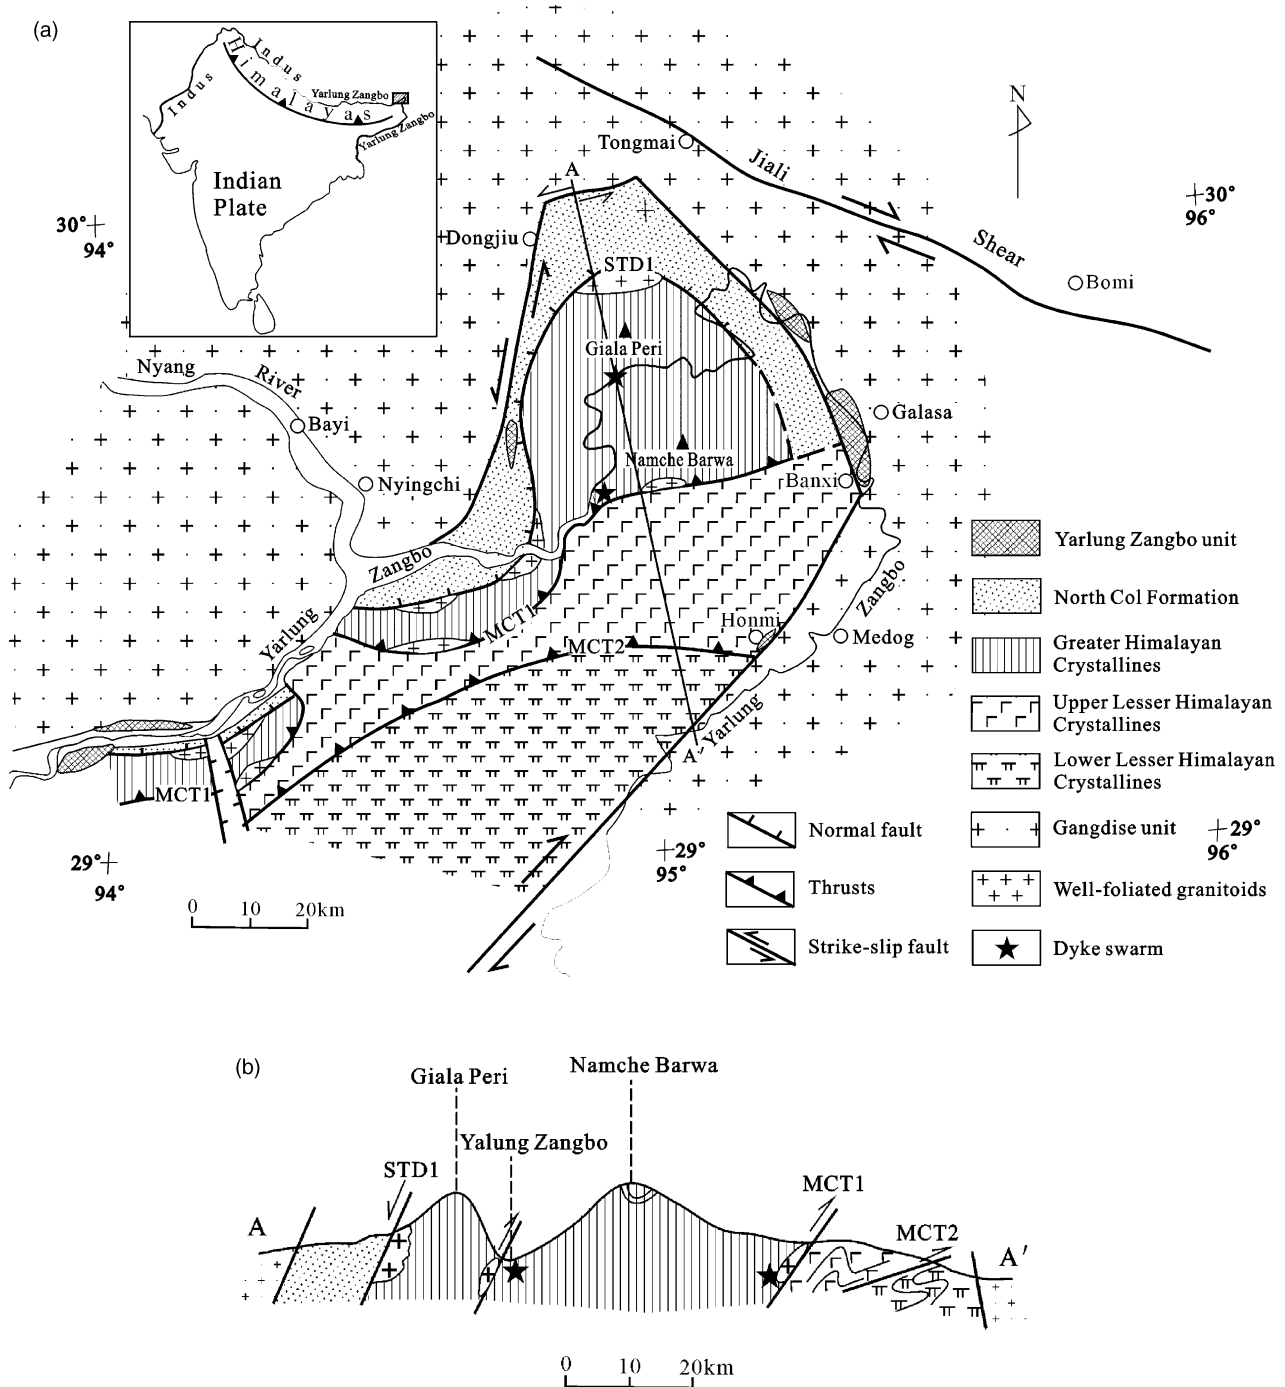 (a)
Indus
Indus
Himalayas
Yarlung Zangbo
Yarlung Zangbo
Indian
Plate
N
Tongmai
Jiali
Shear
A
30°
94°
30°
96°
Dongjiu
STD1
Bomi
Giala Peri
Nyang
River
Bayi
Galasa
Namche Barwa
Banxi
Nyingchi
Zangbo
Yarlung
MCT1
Zangbo
Honmi
Medog
MCT2
Yarlung
A′
MCT1
29°
94°
29°
95°
29°
96°
0 10 20km
Yarlung Zangbo unit
North Col Formation
Greater Himalayan
Crystallines
Upper Lesser Himalayan
Crystallines
Lower Lesser Himalayan
Crystallines
Gangdise unit
Well-foliated granitoids
Dyke swarm
Normal fault
Thrusts
Strike-slip fault
(b)
Giala Peri
Namche Barwa
Yalung Zangbo
STD1
MCT1
MCT2
A
A′
0 10 20km